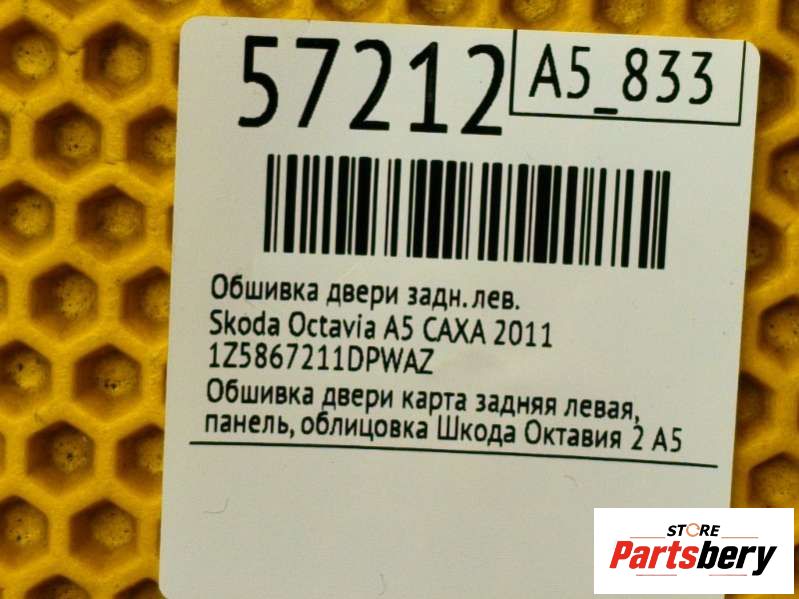 57212
A5_833
Обшивка двери задн. лев.
Skoda Octavia A5 CAXA 2011
1Z5867211DPWAZ
Обшивка двери карта задняя левая,
панель, облицовка Шкода Октавия 2 А5
STORE
Partsbery